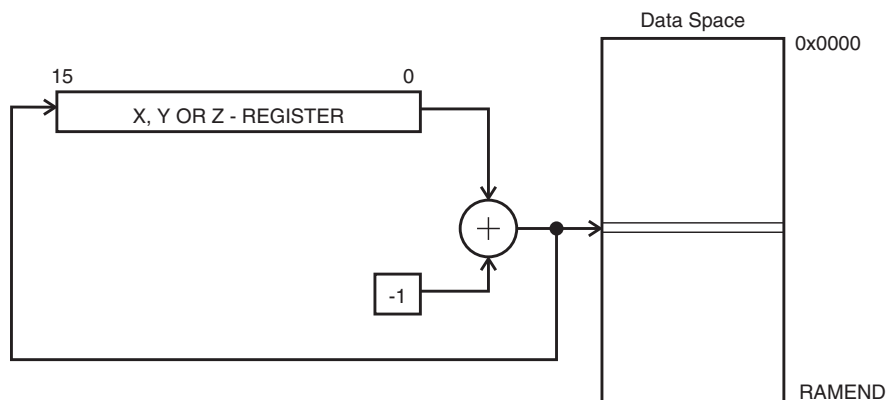 Data Space
0x0000
15
0
X, Y OR Z - REGISTER
+
-1
RAMEND